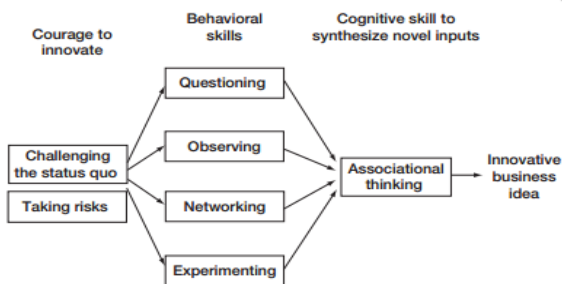 Courage to
innovate
Behavioral
skills
Cognitive skill to
synthesize novel inputs
Questioning
Observing
Networking
Experimenting
Challenging
the status quo
Taking risks
Associational
thinking
Innovative
business
idea